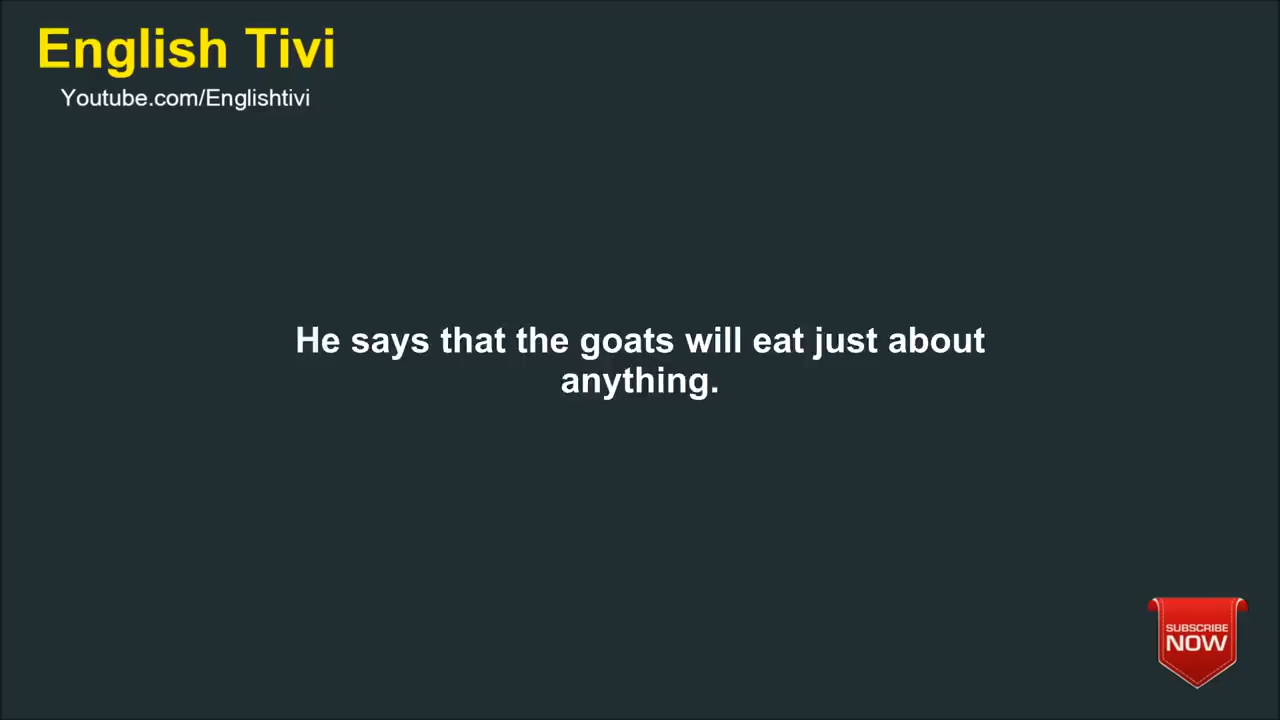 English Tivi
Youtube.com/Englishtivi
He says that the goats will eat just about
anything.
SUBSCRIBE
NOW